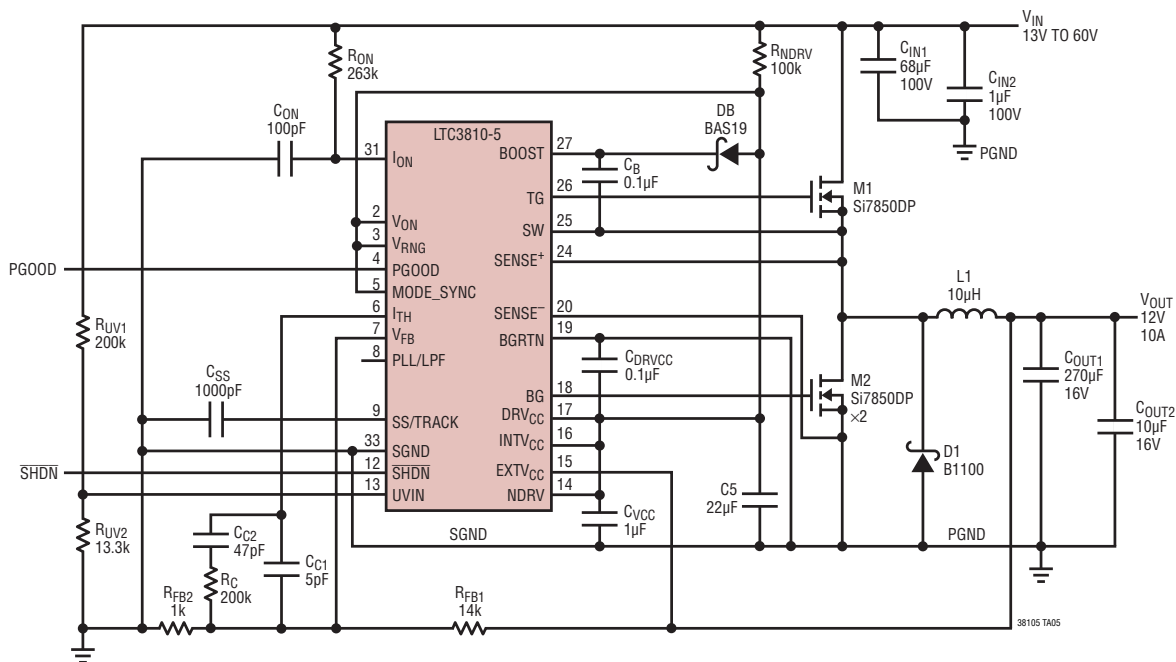 VIN
13V TO 60V
RON
263k
RNDRV
100k
CIN1
68µF
100V
CIN2
1µF
100V
PGND
CON
100pF
DB
BAS19
LTC3810-5
31
ION
BOOST
27
CB
0.1µF
TG
26
M1
Si7850DP
2
VON
SW
25
3
VRNG
SENSE+
24
PGOOD
4
PGOOD
5
MODE_SYNC
L1
10µH
VOUT
12V
10A
6
ITH
SENSE–
20
7
VFB
BGRTN
19
RUV1
200k
8
PLL/LPF
CDRVCC
0.1µF
CSS
1000pF
BG
18
M2
Si7850DP
×2
COUT1
270µF
16V
9
SS/TRACK
DRVCC
17
COUT2
10µF
16V
33
SGND
INTVCC
16
SHDN
12
SHDN
EXTVCC
15
D1
B1100
13
UVIN
NDRV
14
RUV2
13.3k
CC2
47pF
CVCC
1µF
C5
22µF
SGND
PGND
RC
200k
CC1
5pF
RFB2
1k
RFB1
14k
38105 TA05